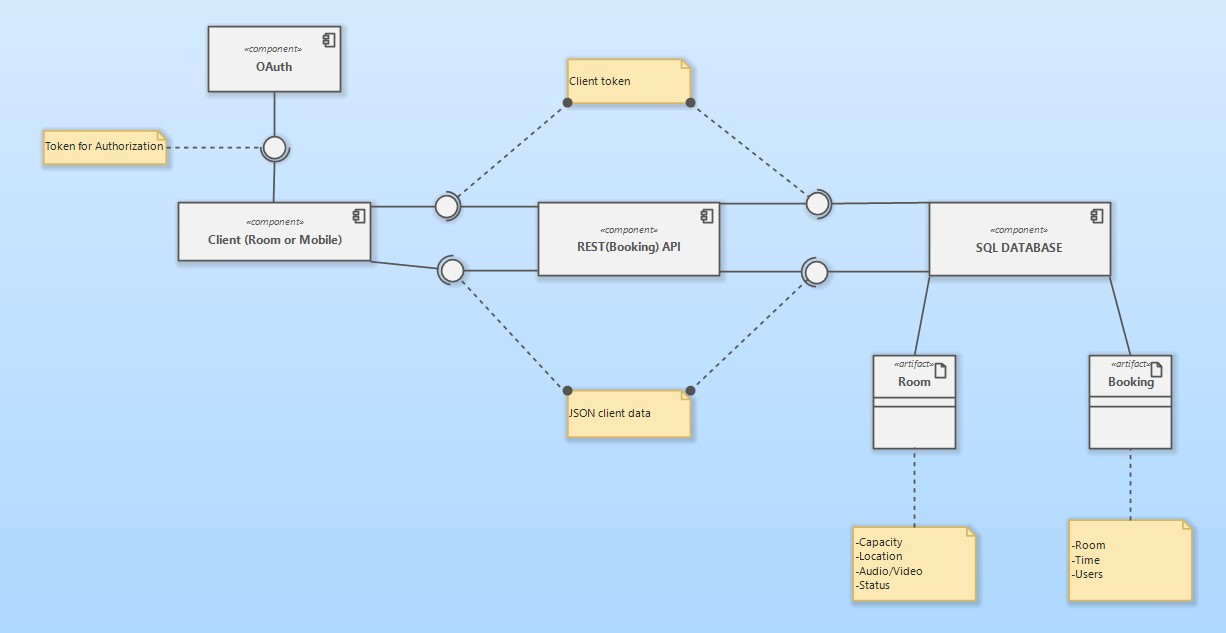 «component»
OAuth
Client token
Token for Authorization
«component»
Client (Room or Mobile)
«component»
REST(Booking) API
«component»
SQL DATABASE
«artifact»
Room
«artifact»
Booking
JSON client data
-Capacity
-Location
-Audio/Video
-Status
-Room
-Time
-Users